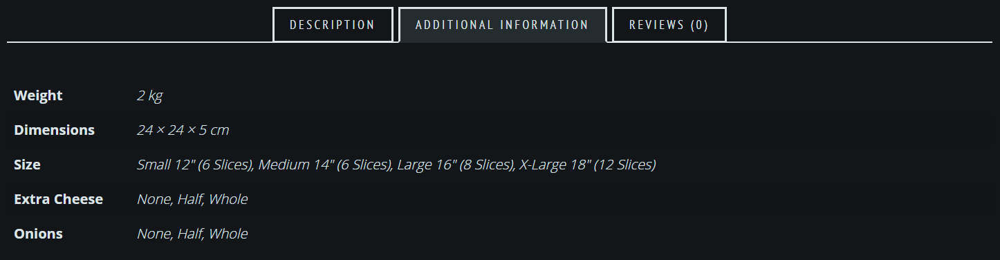 DESCRIPTION ADDITIONAL INFORMATION REVIEWS (0)
Weight 2 kg
Dimensions 24 × 24 × 5 cm
Size Small 12" (6 Slices), Medium 14" (6 Slices), Large 16" (8 Slices), X-Large 18" (12 Slices)
Extra Cheese None, Half, Whole
Onions None, Half, Whole